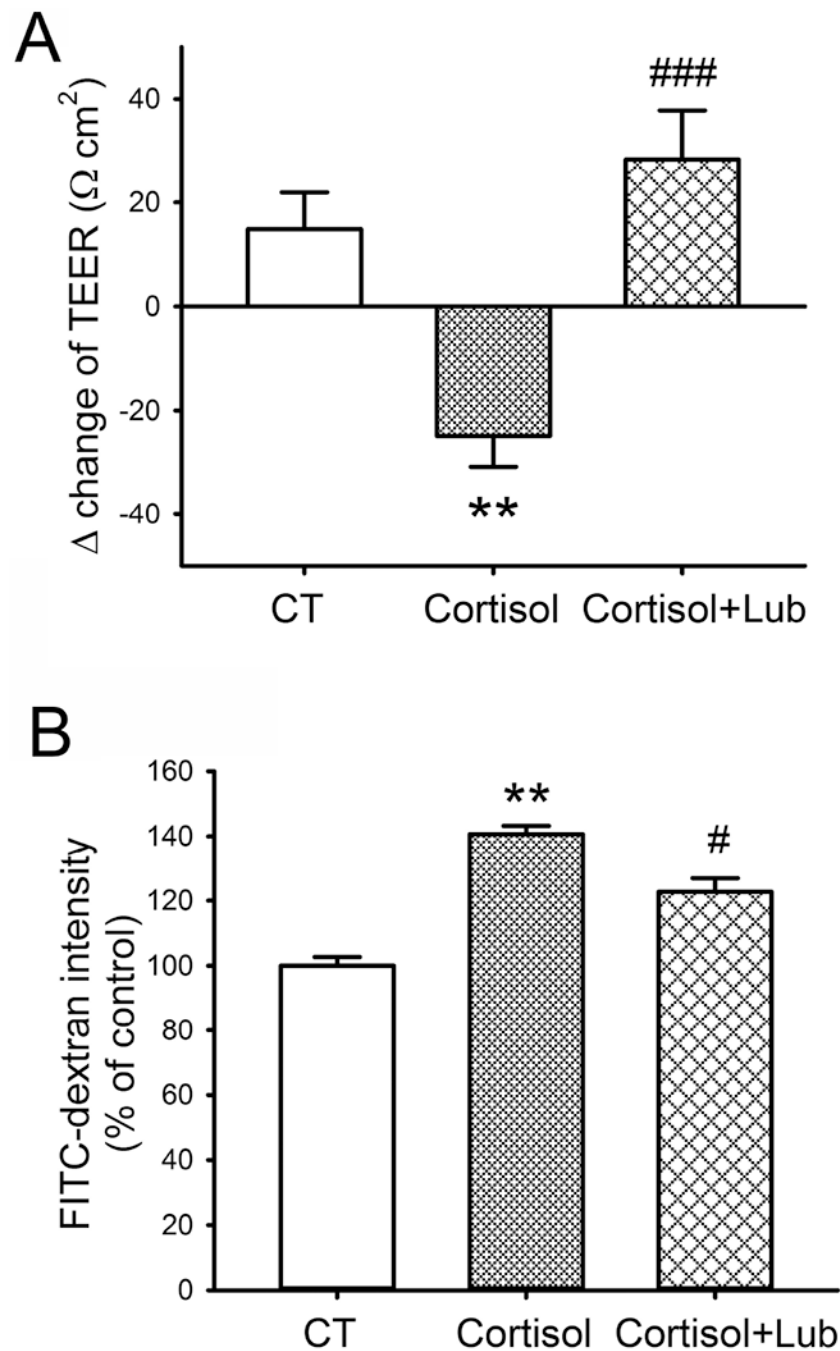 A
Δ change of TEER (Ω cm²)
40
20
0
-20
-40
###
**
CT Cortisol Cortisol+Lub
B
FITC-dextran intensity
(% of control)
160
140
120
100
80
60
40
20
0
**
#
CT Cortisol Cortisol+Lub